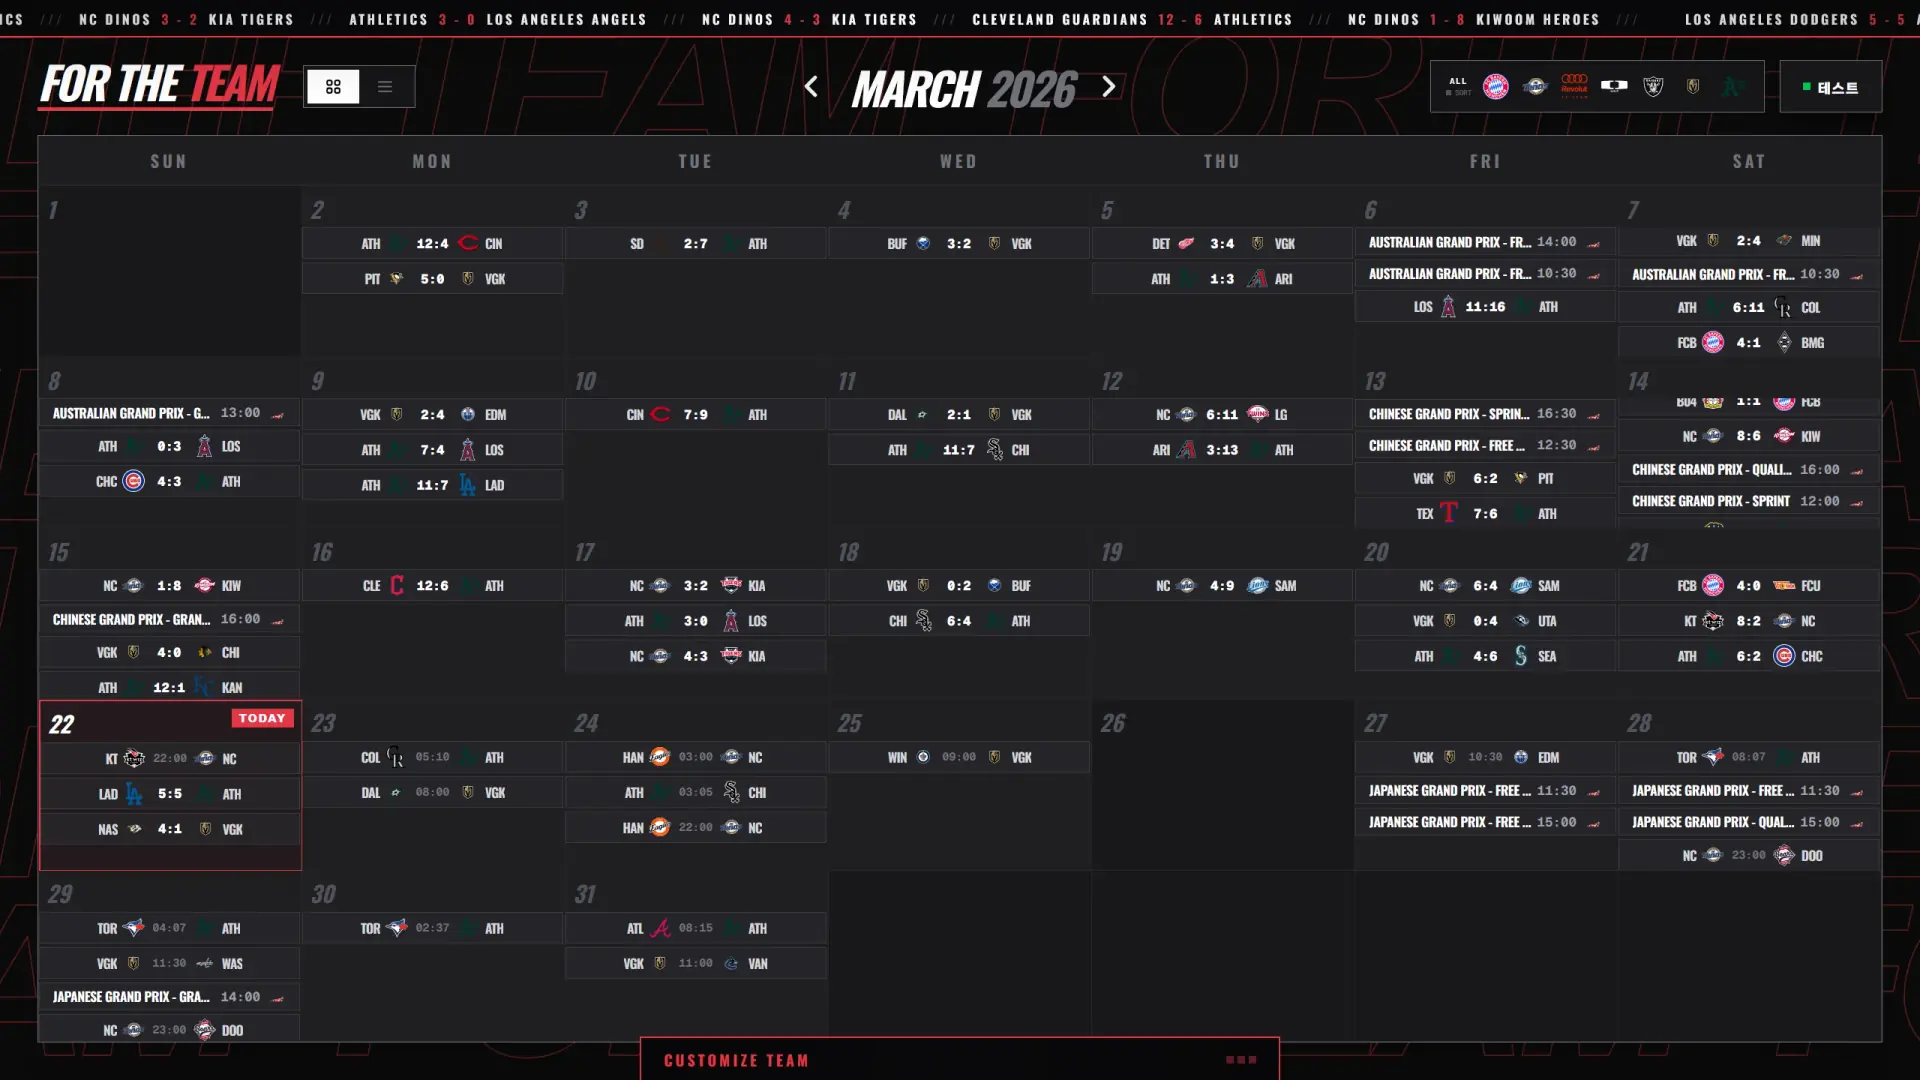 ICS /// NC DINOS 3 - 2 KIA TIGERS /// ATHLETICS 3 - 0 LOS ANGELES ANGELS /// NC DINOS 4 - 3 KIA TIGERS /// CLEVELAND GUARDIANS 12 - 6 ATHLETICS /// NC DINOS 1 - 8 KIWOOM HEROES /// LOS ANGELES DODGERS 5 - 5
FOR THE TEAM
MARCH 2026
ALL
SORT
테스트
SUN MON TUE WED THU FRI SAT
1
2
ATH 12:4 CIN
PIT 5:0 VGK
3
SD 2:7 ATH
4
BUF 3:2 VGK
5
DET 3:4 VGK
ATH 1:3 ARI
6
AUSTRALIAN GRAND PRIX - FR... 14:00
AUSTRALIAN GRAND PRIX - FR... 10:30
LOS 11:16 ATH
7
VGK 2:4 MIN
AUSTRALIAN GRAND PRIX - FR... 10:30
ATH 6:11 COL
FCB 4:1 BMG
8
AUSTRALIAN GRAND PRIX - G... 13:00
ATH 0:3 LOS
CHC 4:3 ATH
9
VGK 2:4 EDM
ATH 7:4 LOS
ATH 11:7 LAD
10
CIN 7:9 ATH
11
DAL 2:1 VGK
ATH 11:7 CHI
12
NC 6:11 LG
ARI 3:13 ATH
13
CHINESE GRAND PRIX - SPRIN... 16:30
CHINESE GRAND PRIX - FREE ... 12:30
VGK 6:2 PIT
TEX 7:6 ATH
14
B04 1:1 FCB
NC 8:6 KIW
CHINESE GRAND PRIX - QUALI... 16:00
CHINESE GRAND PRIX - SPRINT 12:00
15
NC 1:8 KIW
CHINESE GRAND PRIX - GRAN... 16:00
VGK 4:0 CHI
ATH 12:1 KAN
16
CLE 12:6 ATH
17
NC 3:2 KIA
ATH 3:0 LOS
NC 4:3 KIA
18
VGK 0:2 BUF
CHI 6:4 ATH
19
NC 4:9 SAM
20
NC 6:4 SAM
VGK 0:4 UTA
ATH 4:6 SEA
21
FCB 4:0 FCU
KT 8:2 NC
ATH 6:2 CHC
22 TODAY
KT 22:00 NC
LAD 5:5 ATH
NAS 4:1 VGK
23
COL 05:10 ATH
DAL 08:00 VGK
24
HAN 03:00 NC
ATH 03:05 CHI
HAN 22:00 NC
25
WIN 09:00 VGK
26
27
VGK 10:30 EDM
JAPANESE GRAND PRIX - FREE ... 11:30
JAPANESE GRAND PRIX - FREE ... 15:00
28
TOR 08:07 ATH
JAPANESE GRAND PRIX - FREE ... 11:30
JAPANESE GRAND PRIX - QUAL... 15:00
NC 23:00 DOO
29
TOR 04:07 ATH
VGK 11:30 WAS
JAPANESE GRAND PRIX - GRA... 14:00
NC 23:00 DOO
30
TOR 02:37 ATH
31
ATL 08:15 ATH
VGK 11:00 VAN
CUSTOMIZE TEAM